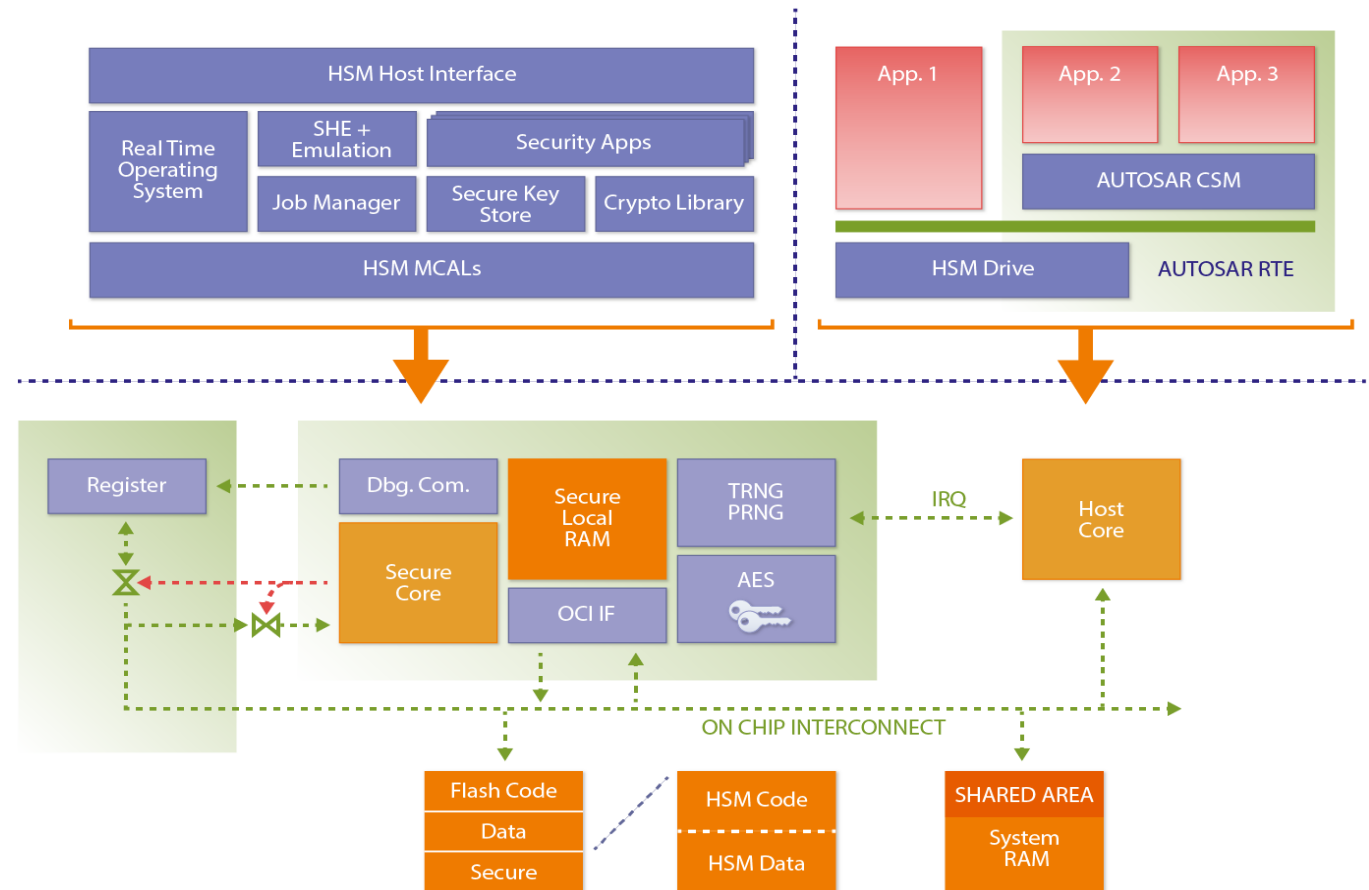 HSM Host Interface
Real Time
Operating
System
SHE +
Emulation
Security Apps
Job Manager
Secure Key
Store
Crypto Library
HSM MCALs
App. 1
App. 2
App. 3
AUTOSAR CSM
HSM Drive
AUTOSAR RTE
Register
Dbg. Com.
Secure
Core
Secure
Local
RAM
OCI IF
TRNG
PRNG
AES
IRQ
Host
Core
ON CHIP INTERCONNECT
Flash Code
Data
Secure
HSM Code
HSM Data
SHARED AREA
System
RAM